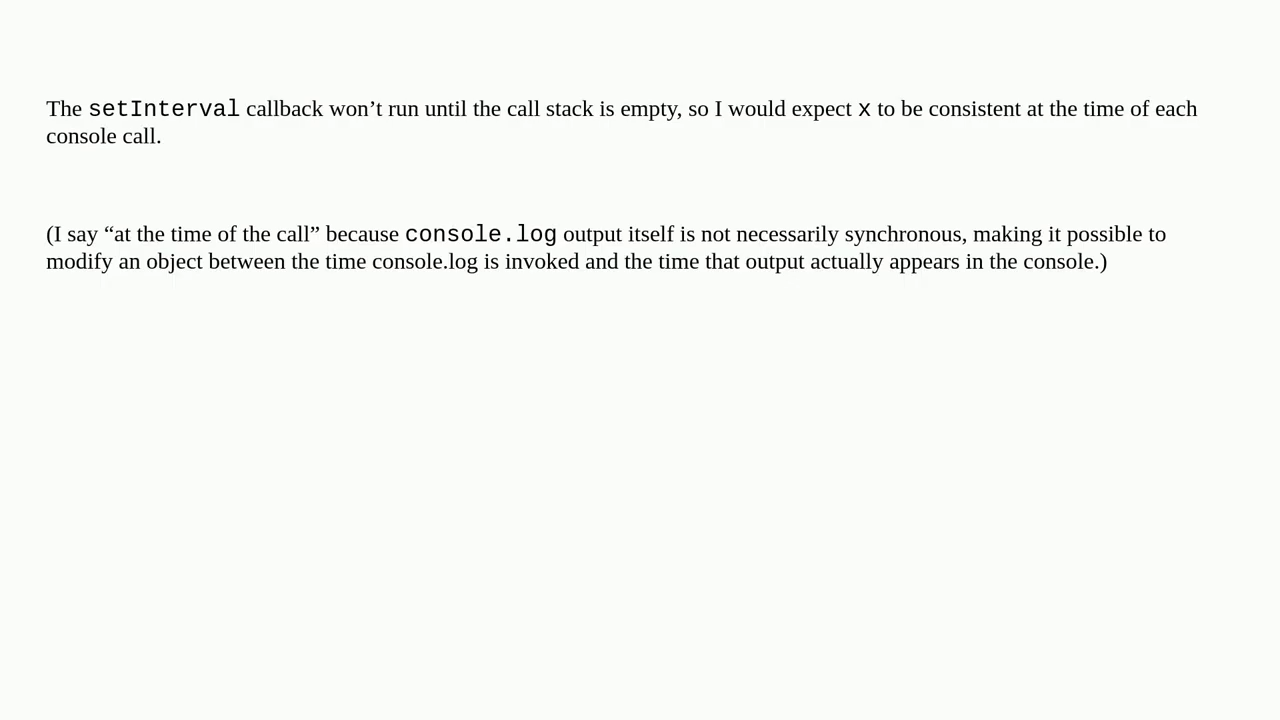 The setInterval callback won’t run until the call stack is empty, so I would expect x to be consistent at the time of each
console call.
(I say “at the time of the call” because console.log output itself is not necessarily synchronous, making it possible to
modify an object between the time console.log is invoked and the time that output actually appears in the console.)